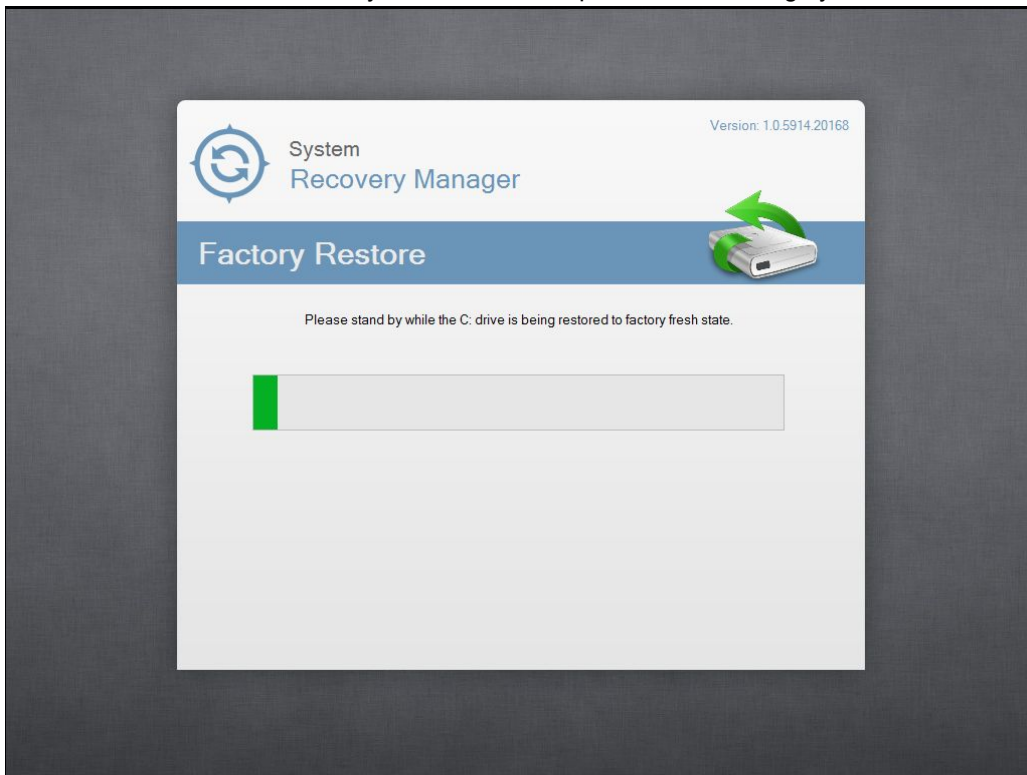 Version: 1.0.5914.20168
System
Recovery Manager
Factory Restore
Please stand by while the C: drive is being restored to factory fresh state.